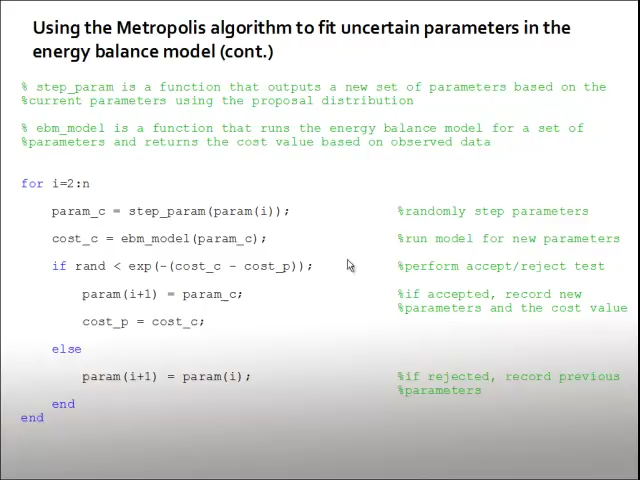 Using the Metropolis algorithm to fit uncertain parameters in the
energy balance model (cont.)
% step_param is a function that outputs a new set of parameters based on the
%current parameters using the proposal distribution
% ebm_model is a function that runs the energy balance model for a set of
%parameters and returns the cost value based on observed data
for i=2:n
param_c = step_param(param(i)); %randomly step parameters
cost_c = ebm_model(param_c); %run model for new parameters
if rand < exp(-(cost_c - cost_p)); %perform accept/reject test
param(i+1) = param_c; %if accepted, record new
%parameters and the cost value
cost_p = cost_c;
else
param(i+1) = param(i); %if rejected, record previous
%parameters
end
end